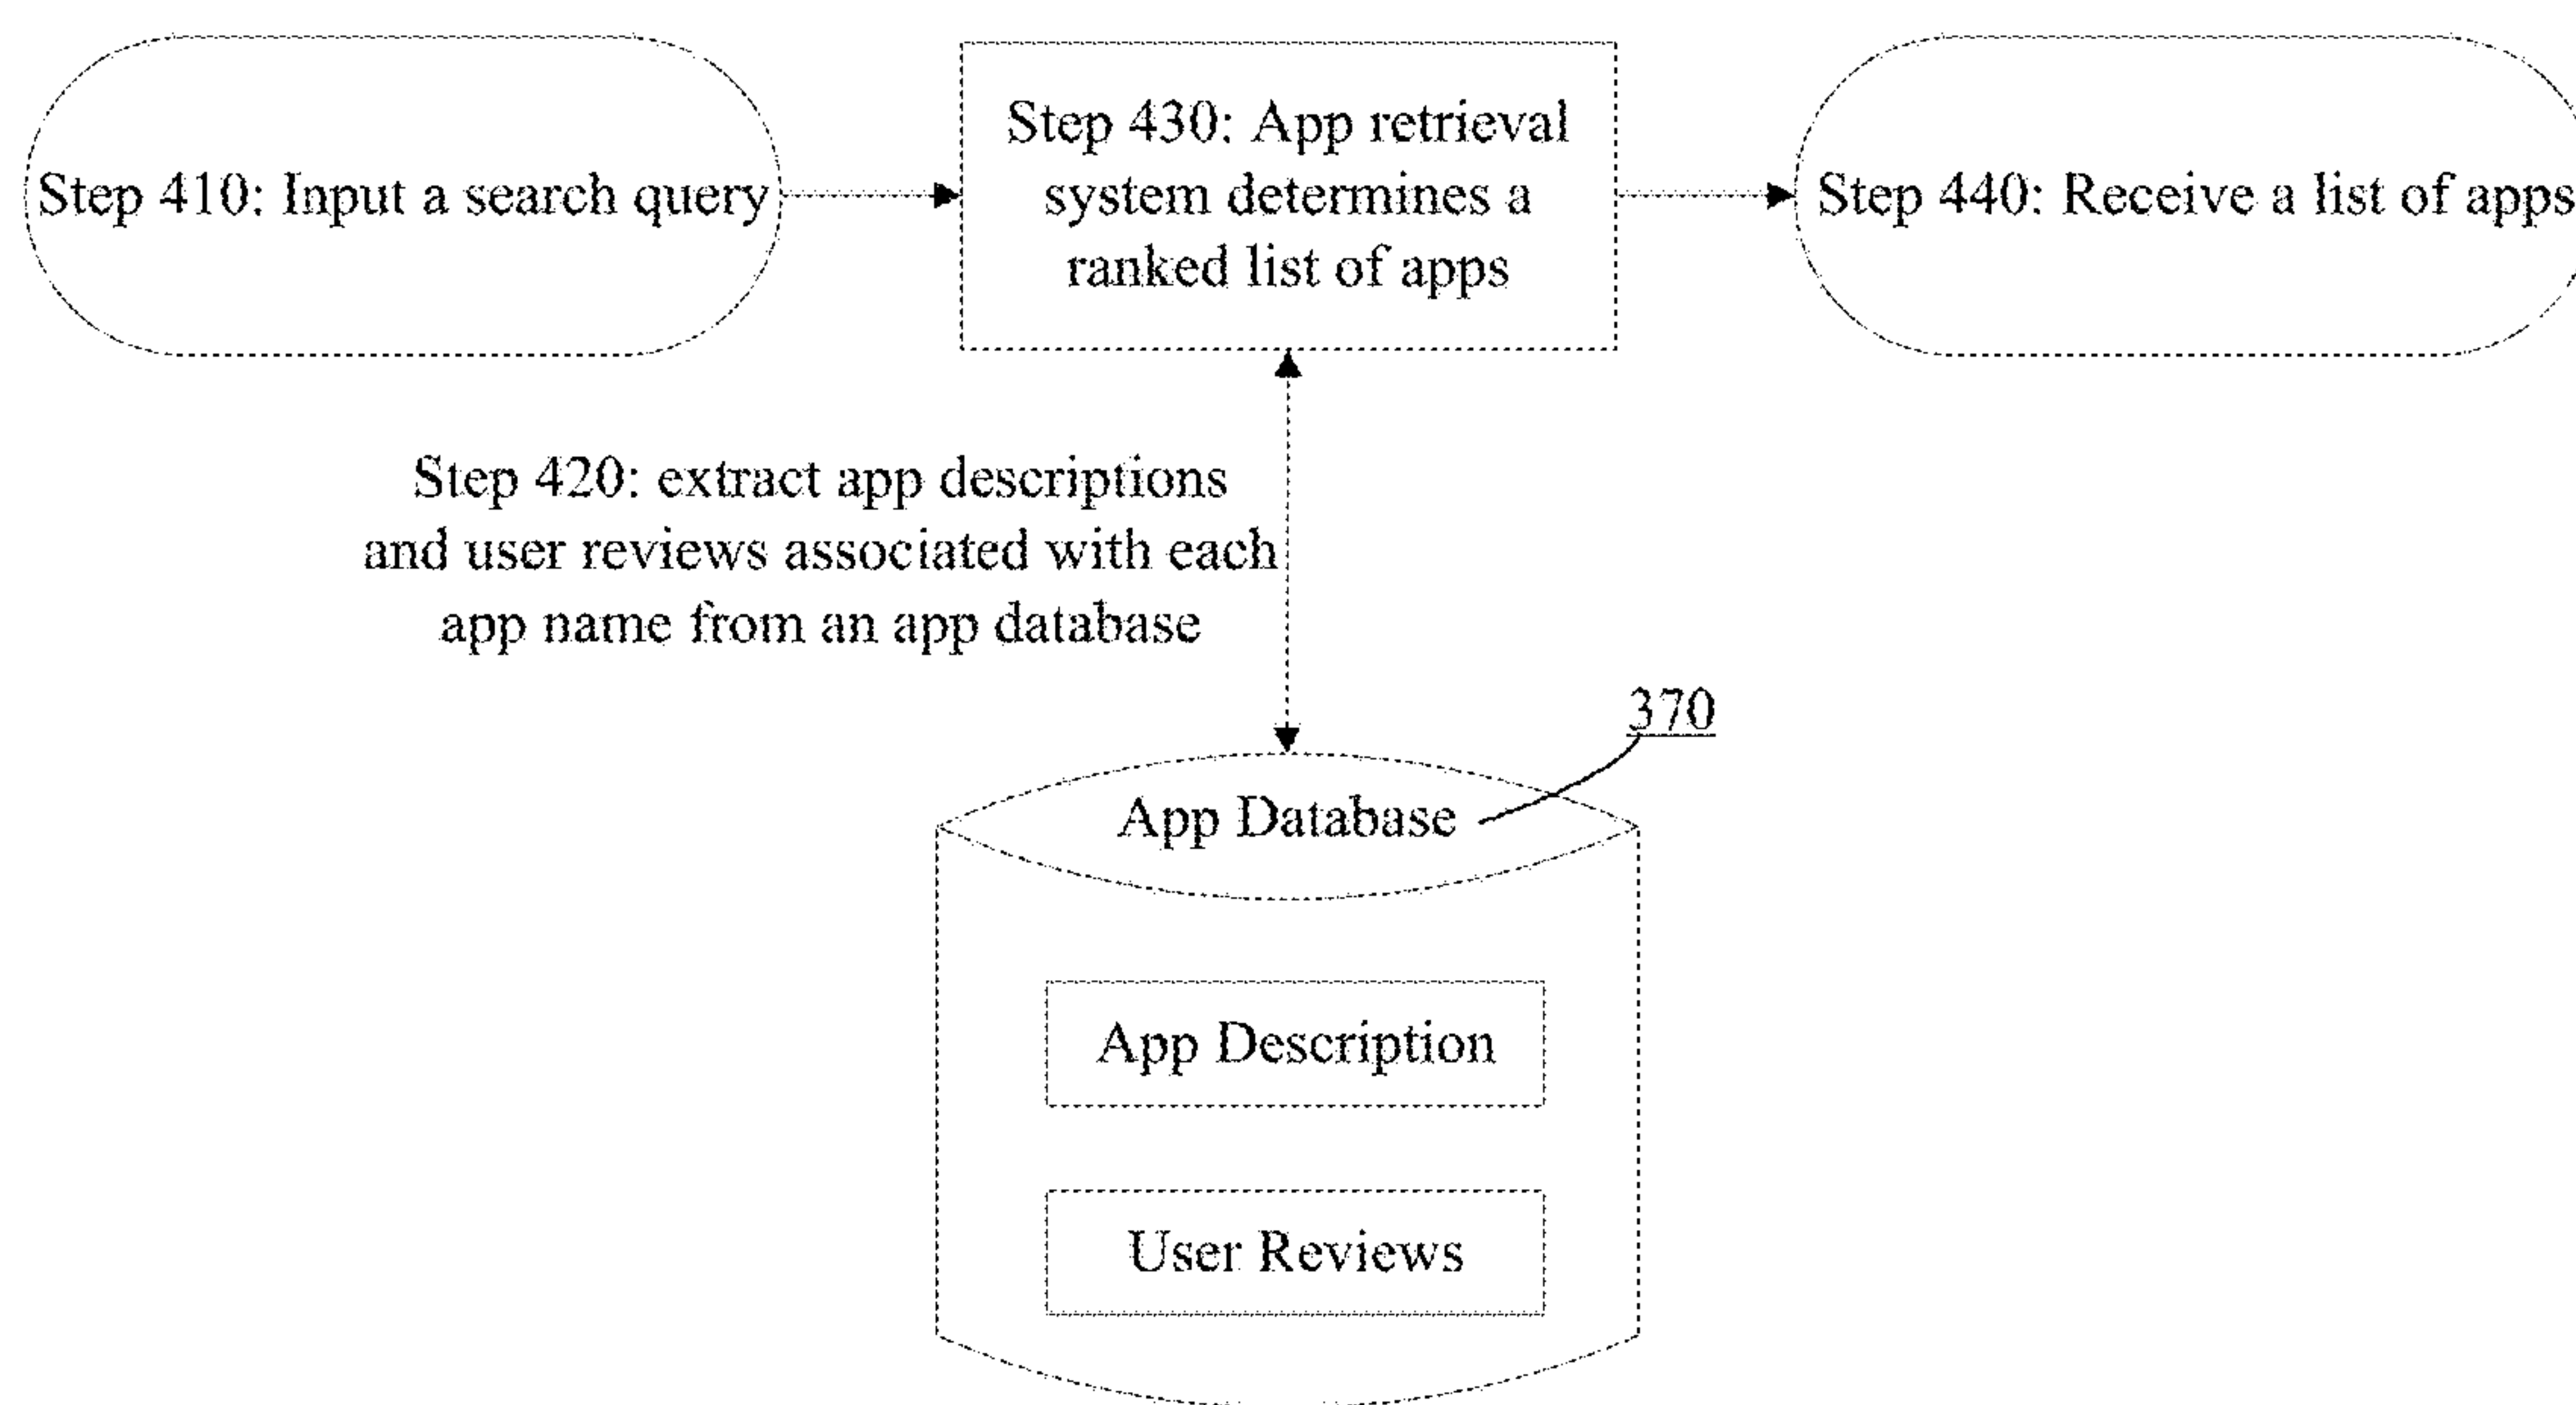 Step 410: Input a search query
Step 430: App retrieval
system determines a
ranked list of apps
Step 440: Receive a list of apps
Step 420: extract app descriptions
and user reviews associated with each
app name from an app database
370
App Database
App Description
User Reviews